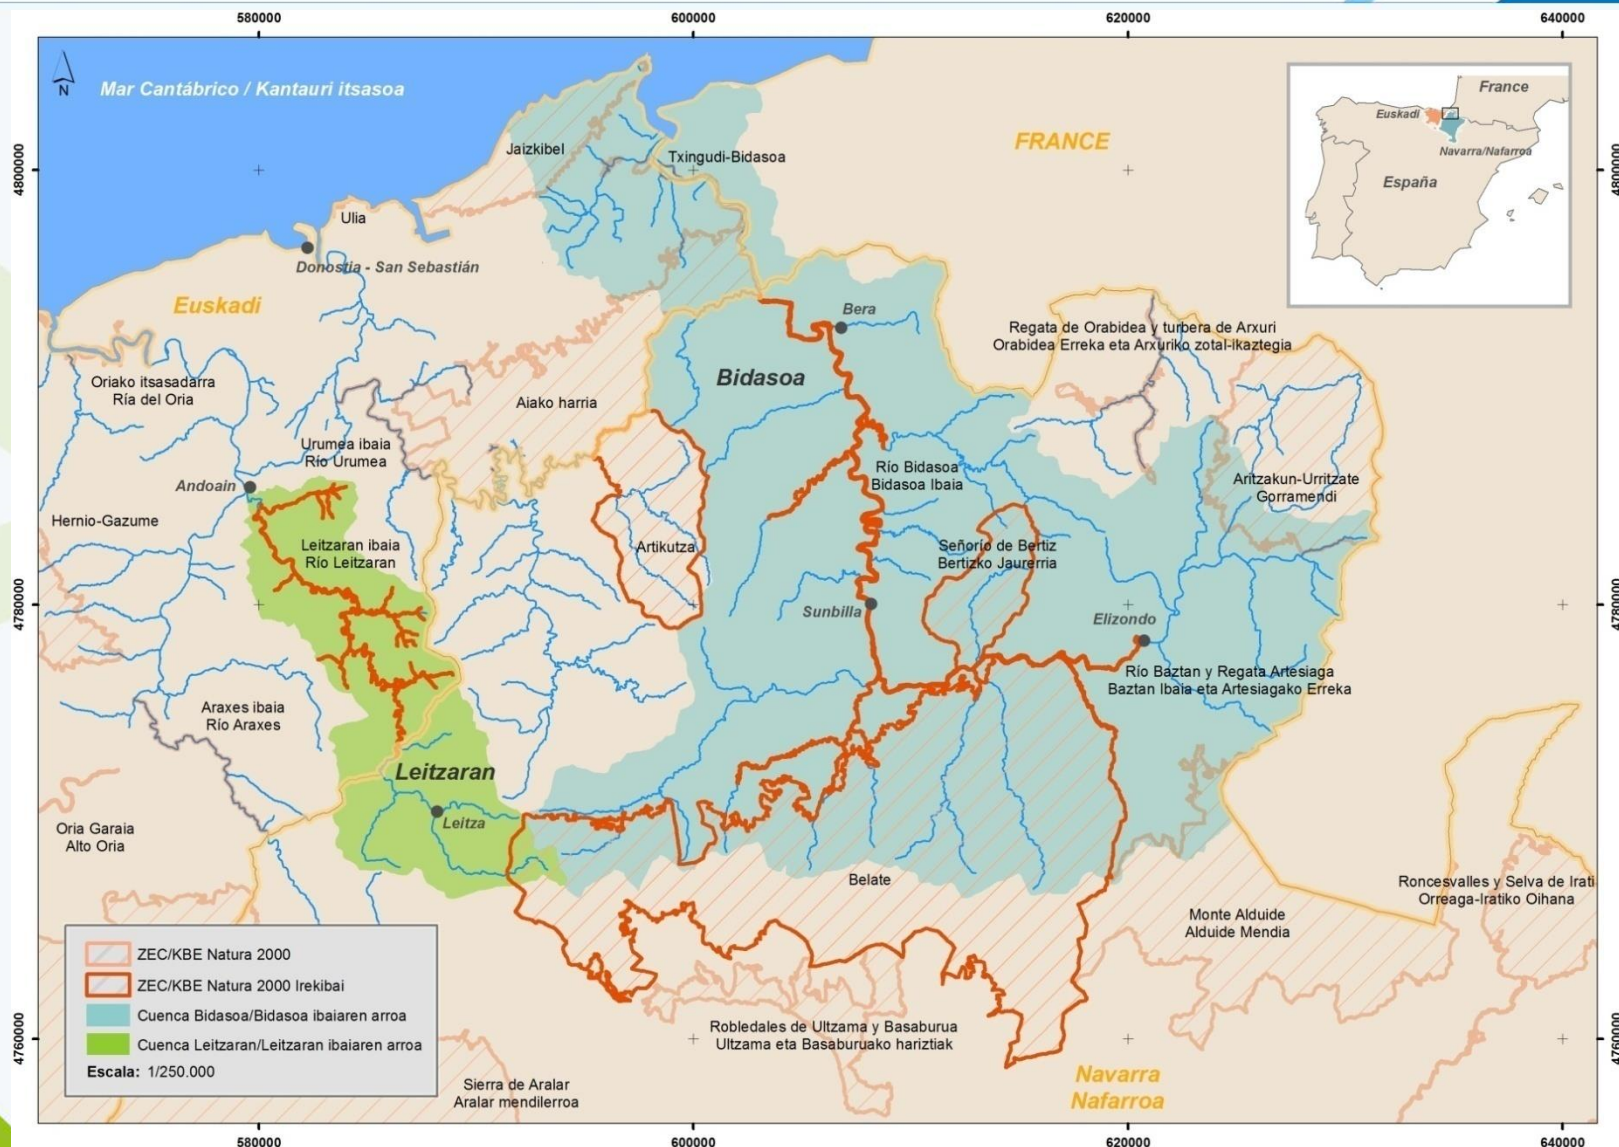 580000
600000
620000
640000
4800000
4780000
4760000
4800000
4780000
4760000
N
Mar Cantábrico / Kantauri itsasoa
France
Euskadi
Navarra/Nafarroa
España
FRANCE
Jaizkibel
Txingudi-Bidasoa
Ulia
Donostia - San Sebastián
Euskadi
Bera
Regata de Orabidea y turbera de Arxuri
Orabidea Erreka eta Arxuriko zotal-ikaztegia
Oriako itsasadarra
Ría del Oria
Bidasoa
Aiako harria
Urumea ibaia
Río Urumea
Río Bidasoa
Bidasoa Ibaia
Aritzakun-Urritzate
Gorramendi
Andoain
Hernio-Gazume
Leitzaran ibaia
Río Leitzaran
Artikutza
Señorío de Bertiz
Bertizko Jaurerria
Sunbilla
Elizondo
Río Baztan y Regata Artesiaga
Baztan Ibaia eta Artesiagako Erreka
Araxes ibaia
Río Araxes
Leitzaran
Leitza
Oria Garaia
Alto Oria
Belate
Roncesvalles y Selva de Irati
Orreaga-Iratiko Oihana
Monte Alduide
Alduide Mendia
ZEC/KBE Natura 2000
ZEC/KBE Natura 2000 Irekibai
Cuenca Bidasoa/Bidasoa ibaiaren arroa
Cuenca Leitzaran/Leitzaran ibaiaren arroa
Escala: 1/250.000
Robledales de Ultzama y Basaburua
Ultzama eta Basaburuako hariztiak
Sierra de Aralar
Aralar mendilerroa
Navarra
Nafarroa
580000
600000
620000
640000